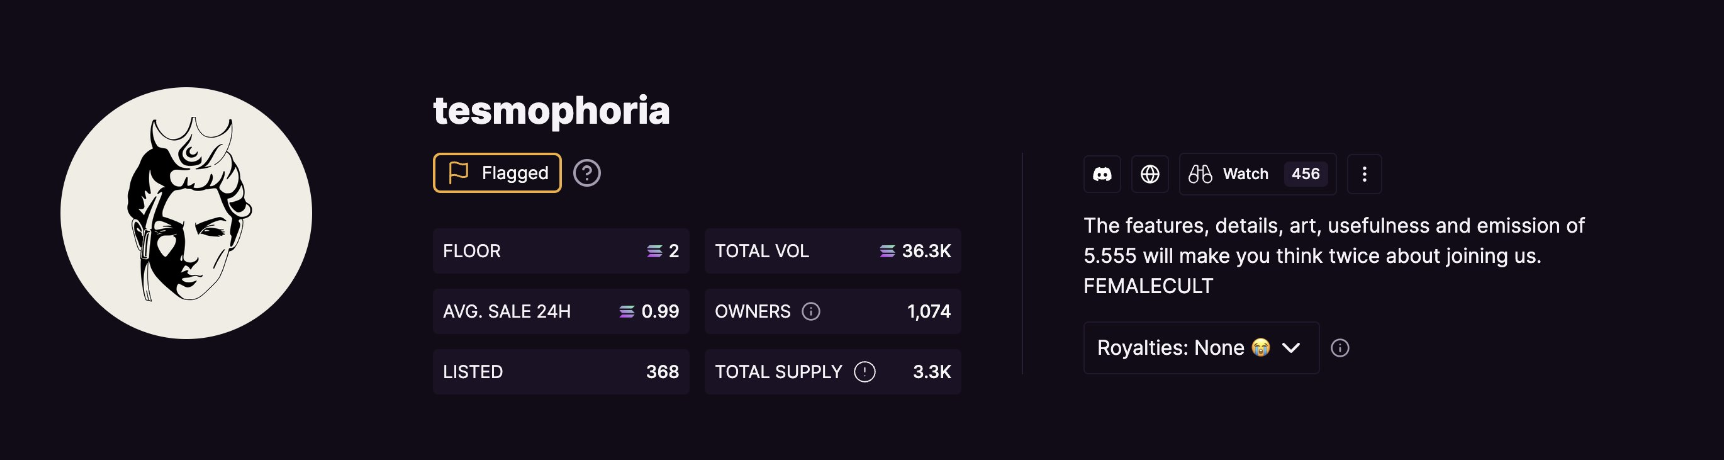 tesmophoria
Flagged
FLOOR 2
TOTAL VOL 36.3K
AVG. SALE 24H 0.99
OWNERS 1,074
LISTED 368
TOTAL SUPPLY 3.3K
Watch 456
The features, details, art, usefulness and emission of
5.555 will make you think twice about joining us.
FEMALECULT
Royalties: None 😭